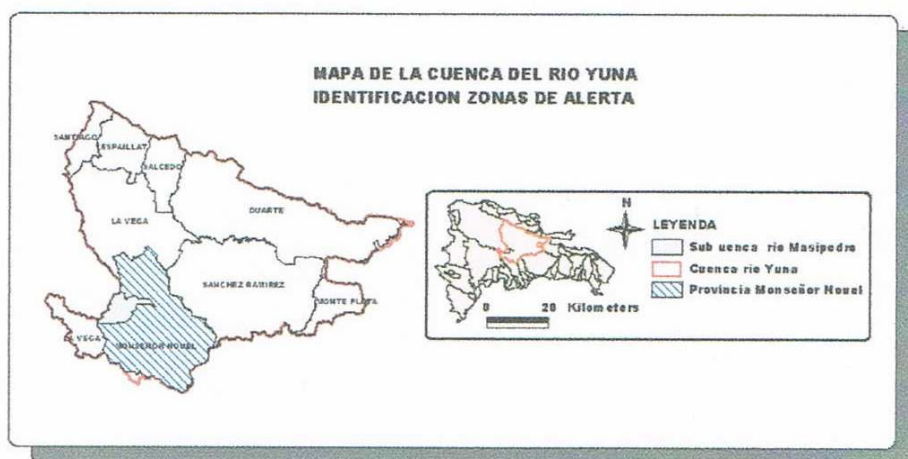 MAPA DE LA CUENCA DEL RIO YUNA
IDENTIFICACION ZONAS DE ALERTA
SANTIAGO
ESPAILLAT
SALCEDO
DUARTE
LA VEGA
SANCHEZ RAMIREZ
MONTE PLATA
LA VEGA
MONSEÑOR NOUEL
N
LEYENDA
Sub uenca rio Masipedro
Cuenca rio Yuna
Provincia Monseñor Nouel
0 20 Kilometers